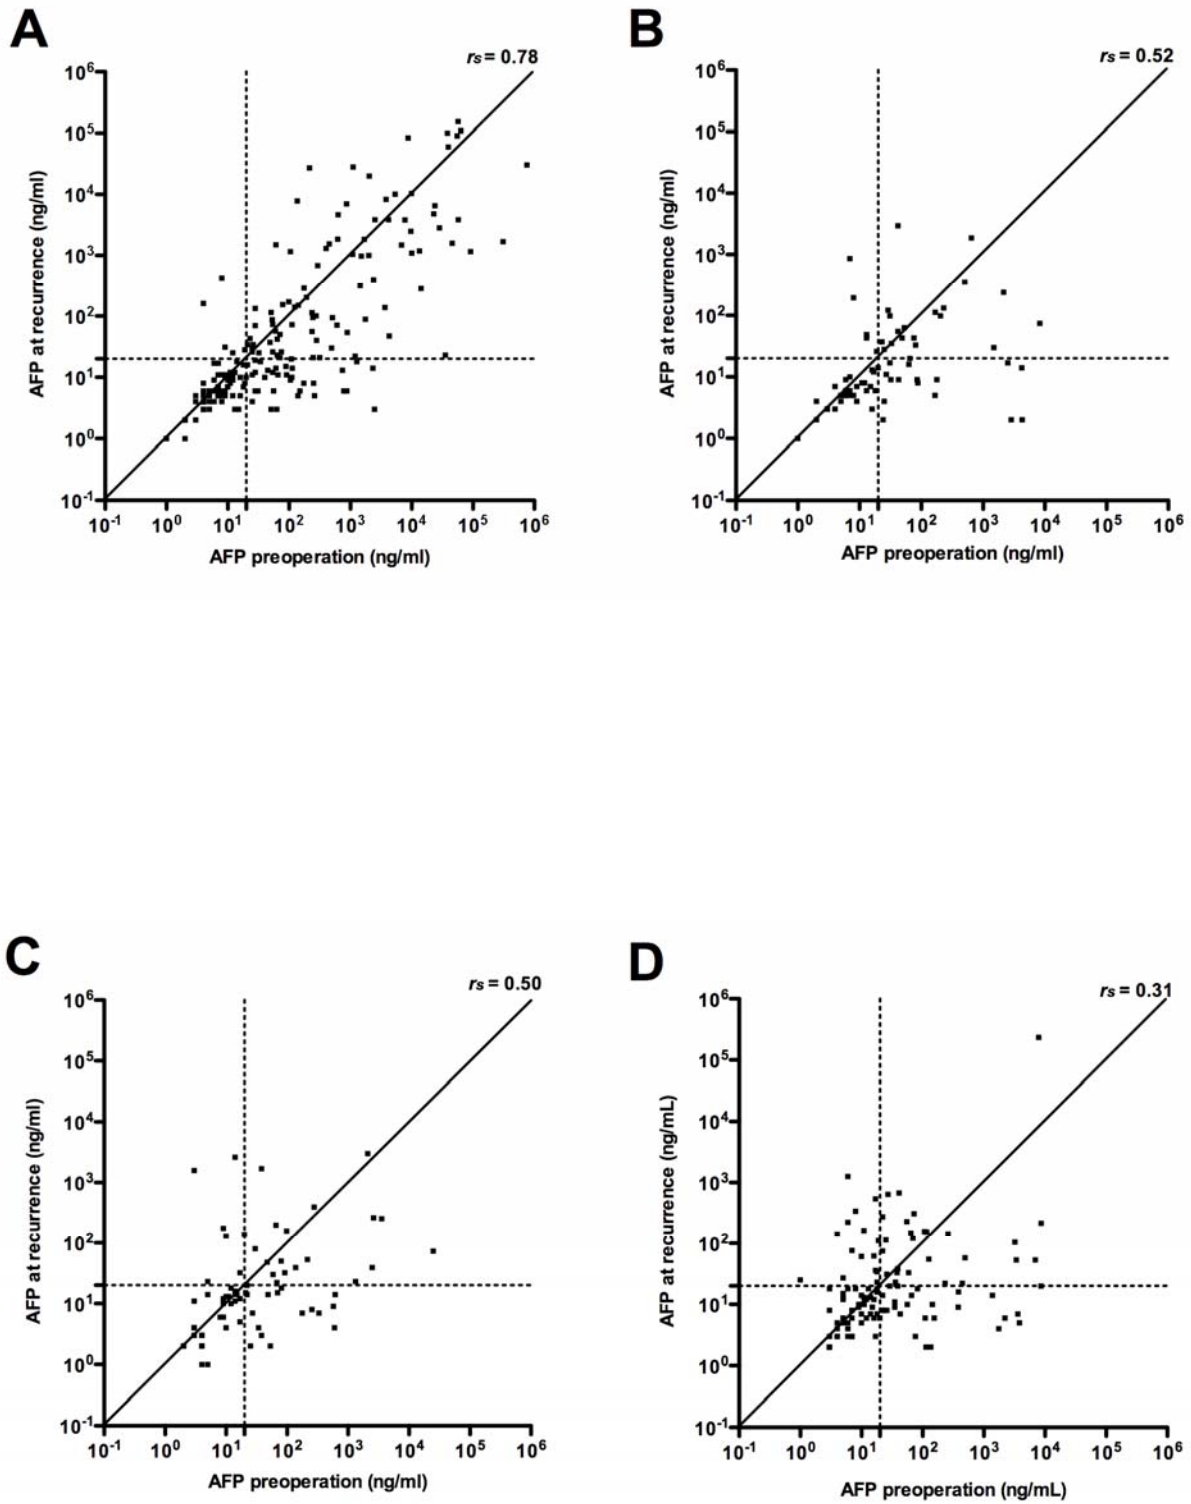 A
rs = 0.78
10^6
10^5
10^4
10^3
10^2
10^1
10^0
10^-1
AFP at recurrence (ng/ml)
10^-1 10^0 10^1 10^2 10^3 10^4 10^5 10^6
AFP preoperation (ng/ml)
B
rs = 0.52
10^6
10^5
10^4
10^3
10^2
10^1
10^0
10^-1
AFP at recurrence (ng/ml)
10^-1 10^0 10^1 10^2 10^3 10^4 10^5 10^6
AFP preoperation (ng/ml)
C
rs = 0.50
10^6
10^5
10^4
10^3
10^2
10^1
10^0
10^-1
AFP at recurrence (ng/ml)
10^-1 10^0 10^1 10^2 10^3 10^4 10^5 10^6
AFP preoperation (ng/ml)
D
rs = 0.31
10^6
10^5
10^4
10^3
10^2
10^1
10^0
10^-1
AFP at recurrence (ng/mL)
10^-1 10^0 10^1 10^2 10^3 10^4 10^5 10^6
AFP preoperation (ng/mL)